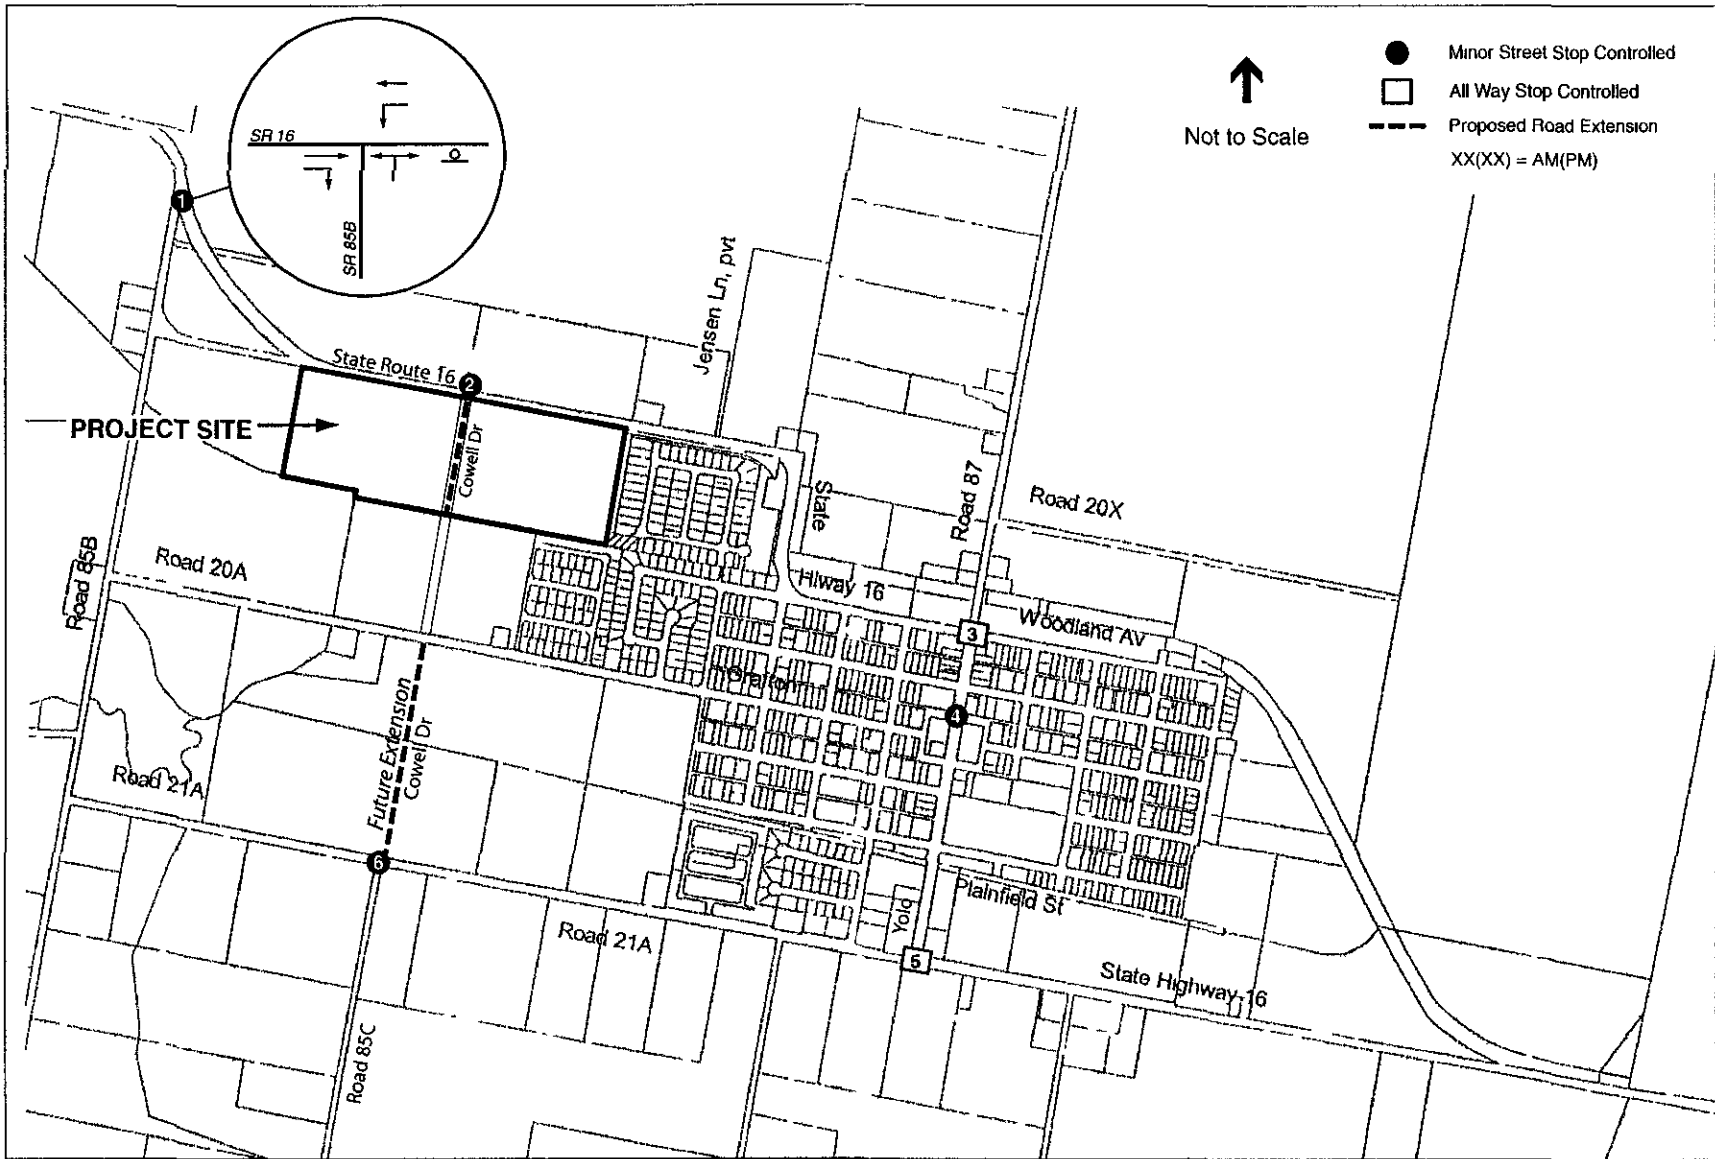 Minor Street Stop Controlled
All Way Stop Controlled
Proposed Road Extension
XX(XX) = AM(PM)
Not to Scale
SR 16
SR 85B
1
State Route 16
2
Jensen Ln, pvt
PROJECT SITE
Cowell Dr
State
Road 87
Road 20X
Road 85B
Road 20A
Hiway 16
3
Woodland AV
Grafton
4
Future Extension
Cowell Dr
Road 21A
6
Plainfield St
Yolo
Road 21A
5
State Highway 16
Road 85C